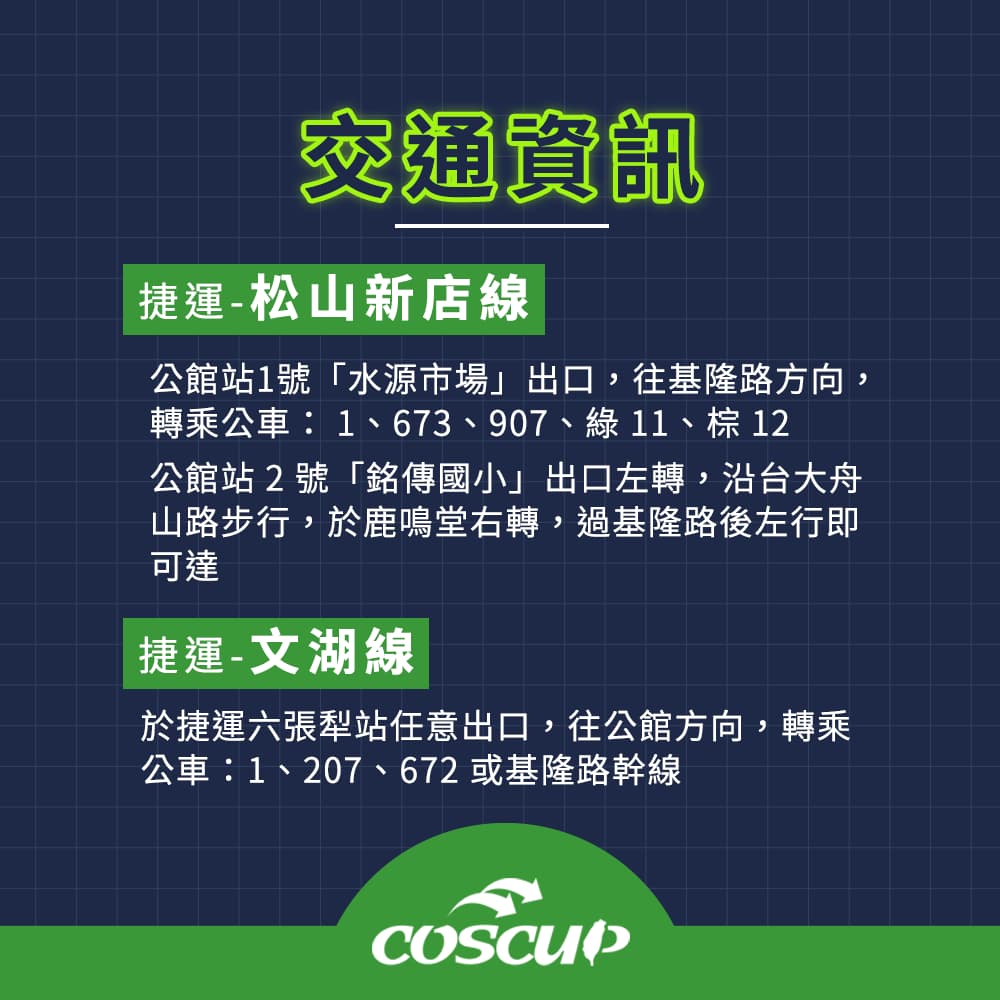 交通資訊
捷運-松山新店線
公館站1號「水源市場」出口，往基隆路方向，
轉乘公車： 1、673、907、綠 11、棕 12
公館站 2 號「銘傳國小」出口左轉，沿台大舟
山路步行，於鹿鳴堂右轉，過基隆路後左行即
可達
捷運-文湖線
於捷運六張犁站任意出口，往公館方向，轉乘
公車：1、207、672 或基隆路幹線
COSCUP